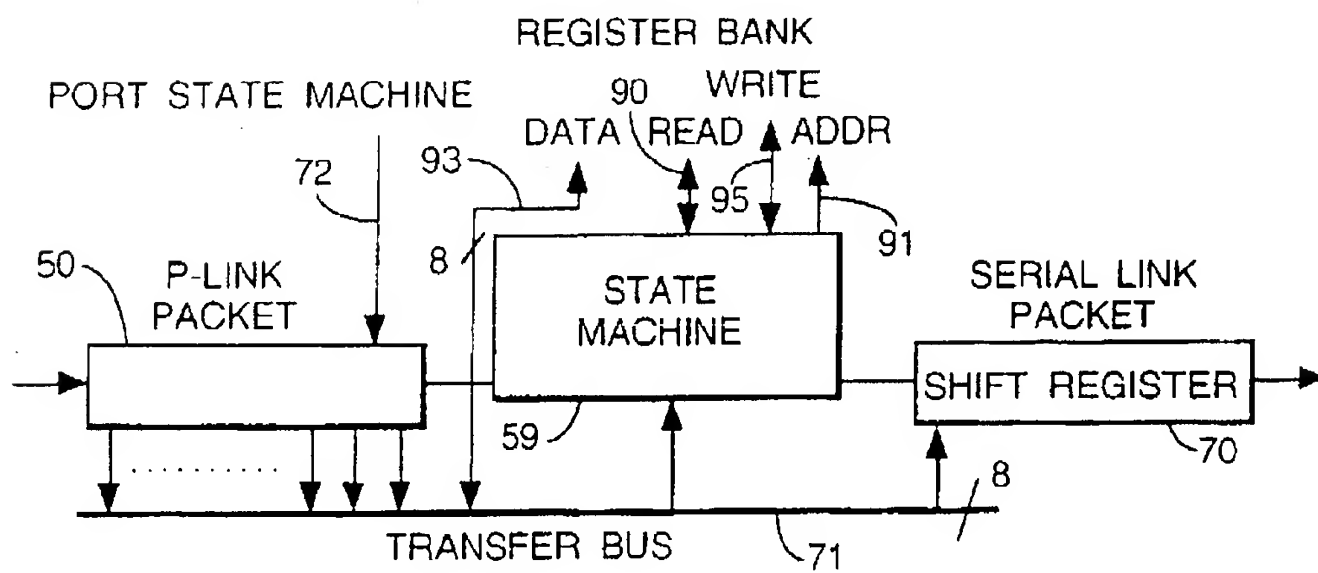 REGISTER BANK
PORT STATE MACHINE
90
WRITE
DATA READ
ADDR
72
93
95
91
8
50
P-LINK
PACKET
STATE
MACHINE
SERIAL LINK
PACKET
SHIFT REGISTER
59
70
8
TRANSFER BUS
71